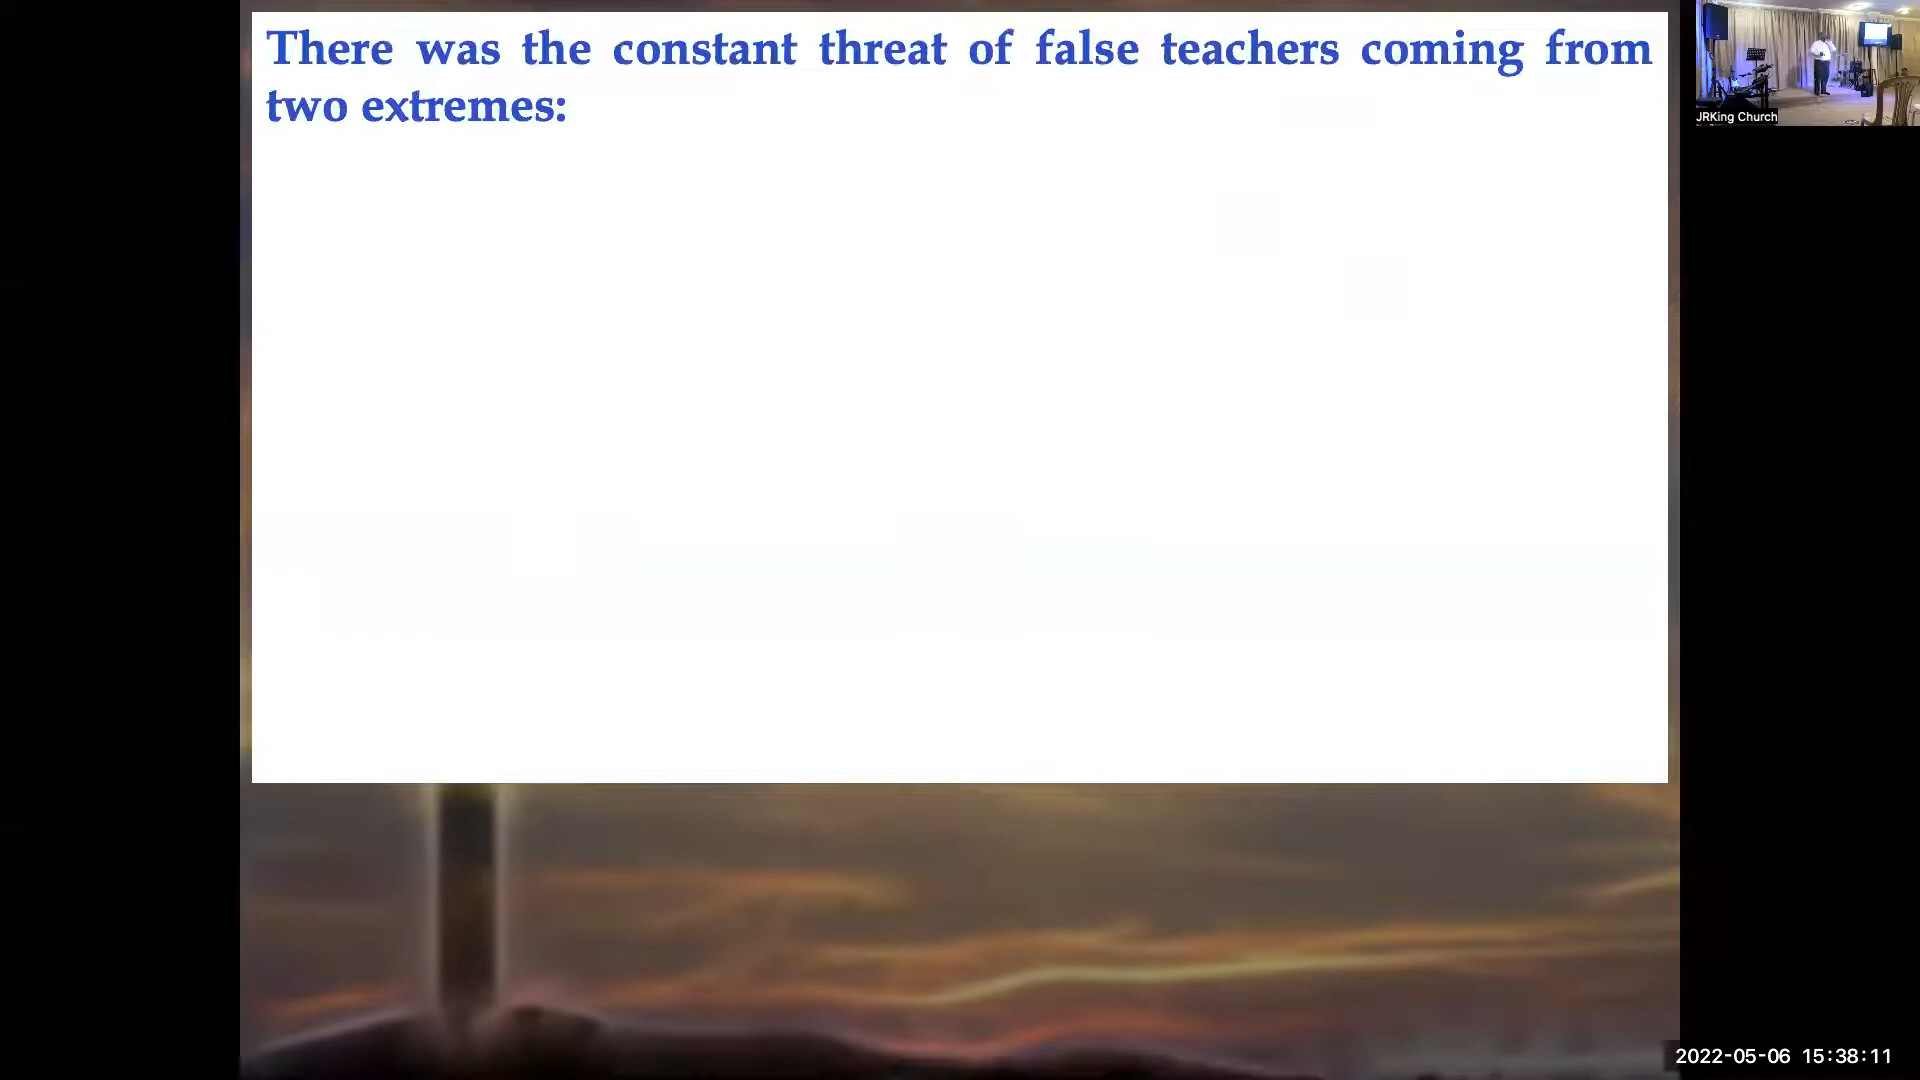 There was the constant threat of false teachers coming from
two extremes:
JRKing Church
2022-05-06 15:38:11